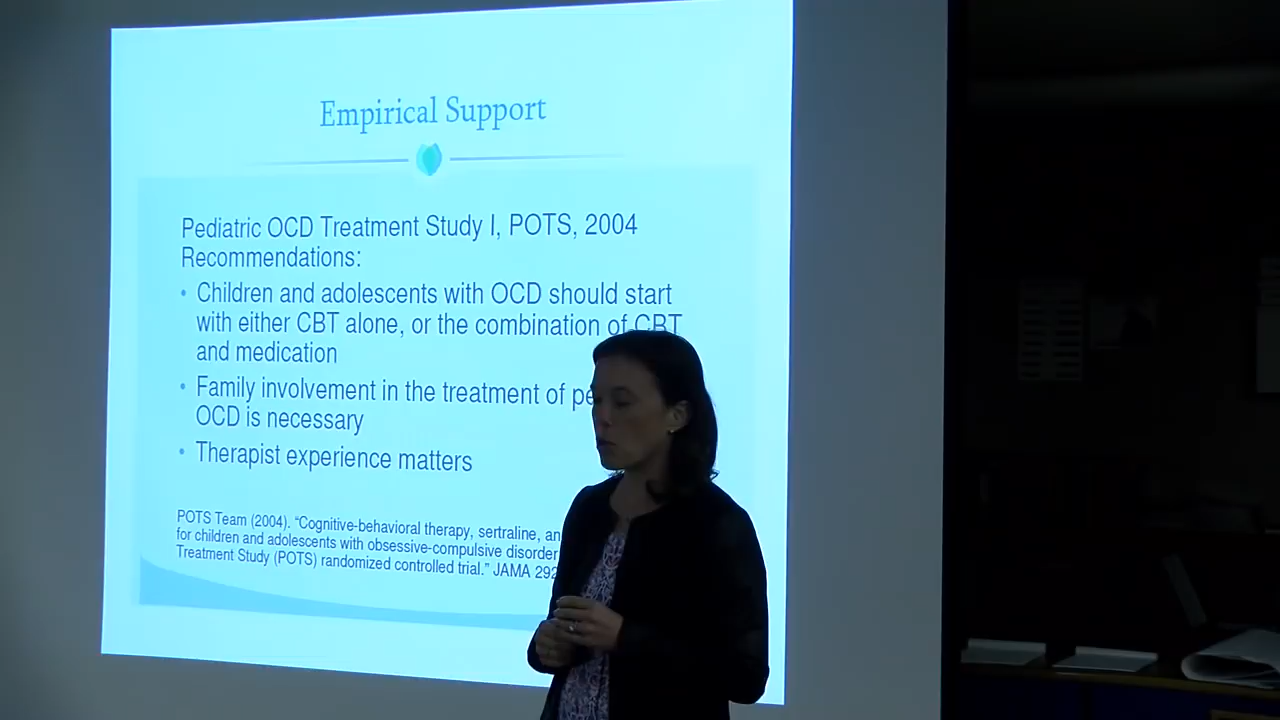 Empirical Support
Pediatric OCD Treatment Study I, POTS, 2004
Recommendations:
• Children and adolescents with OCD should start
with either CBT alone, or the combination of CBT
and medication
• Family involvement in the treatment of
OCD is necessary
• Therapist experience matters
POTS Team (2004). “Cognitive-behavioral therapy, sertraline,
for children and adolescents with obsessive-compulsive disorder
Treatment Study (POTS) randomized controlled trial.” JAMA 292